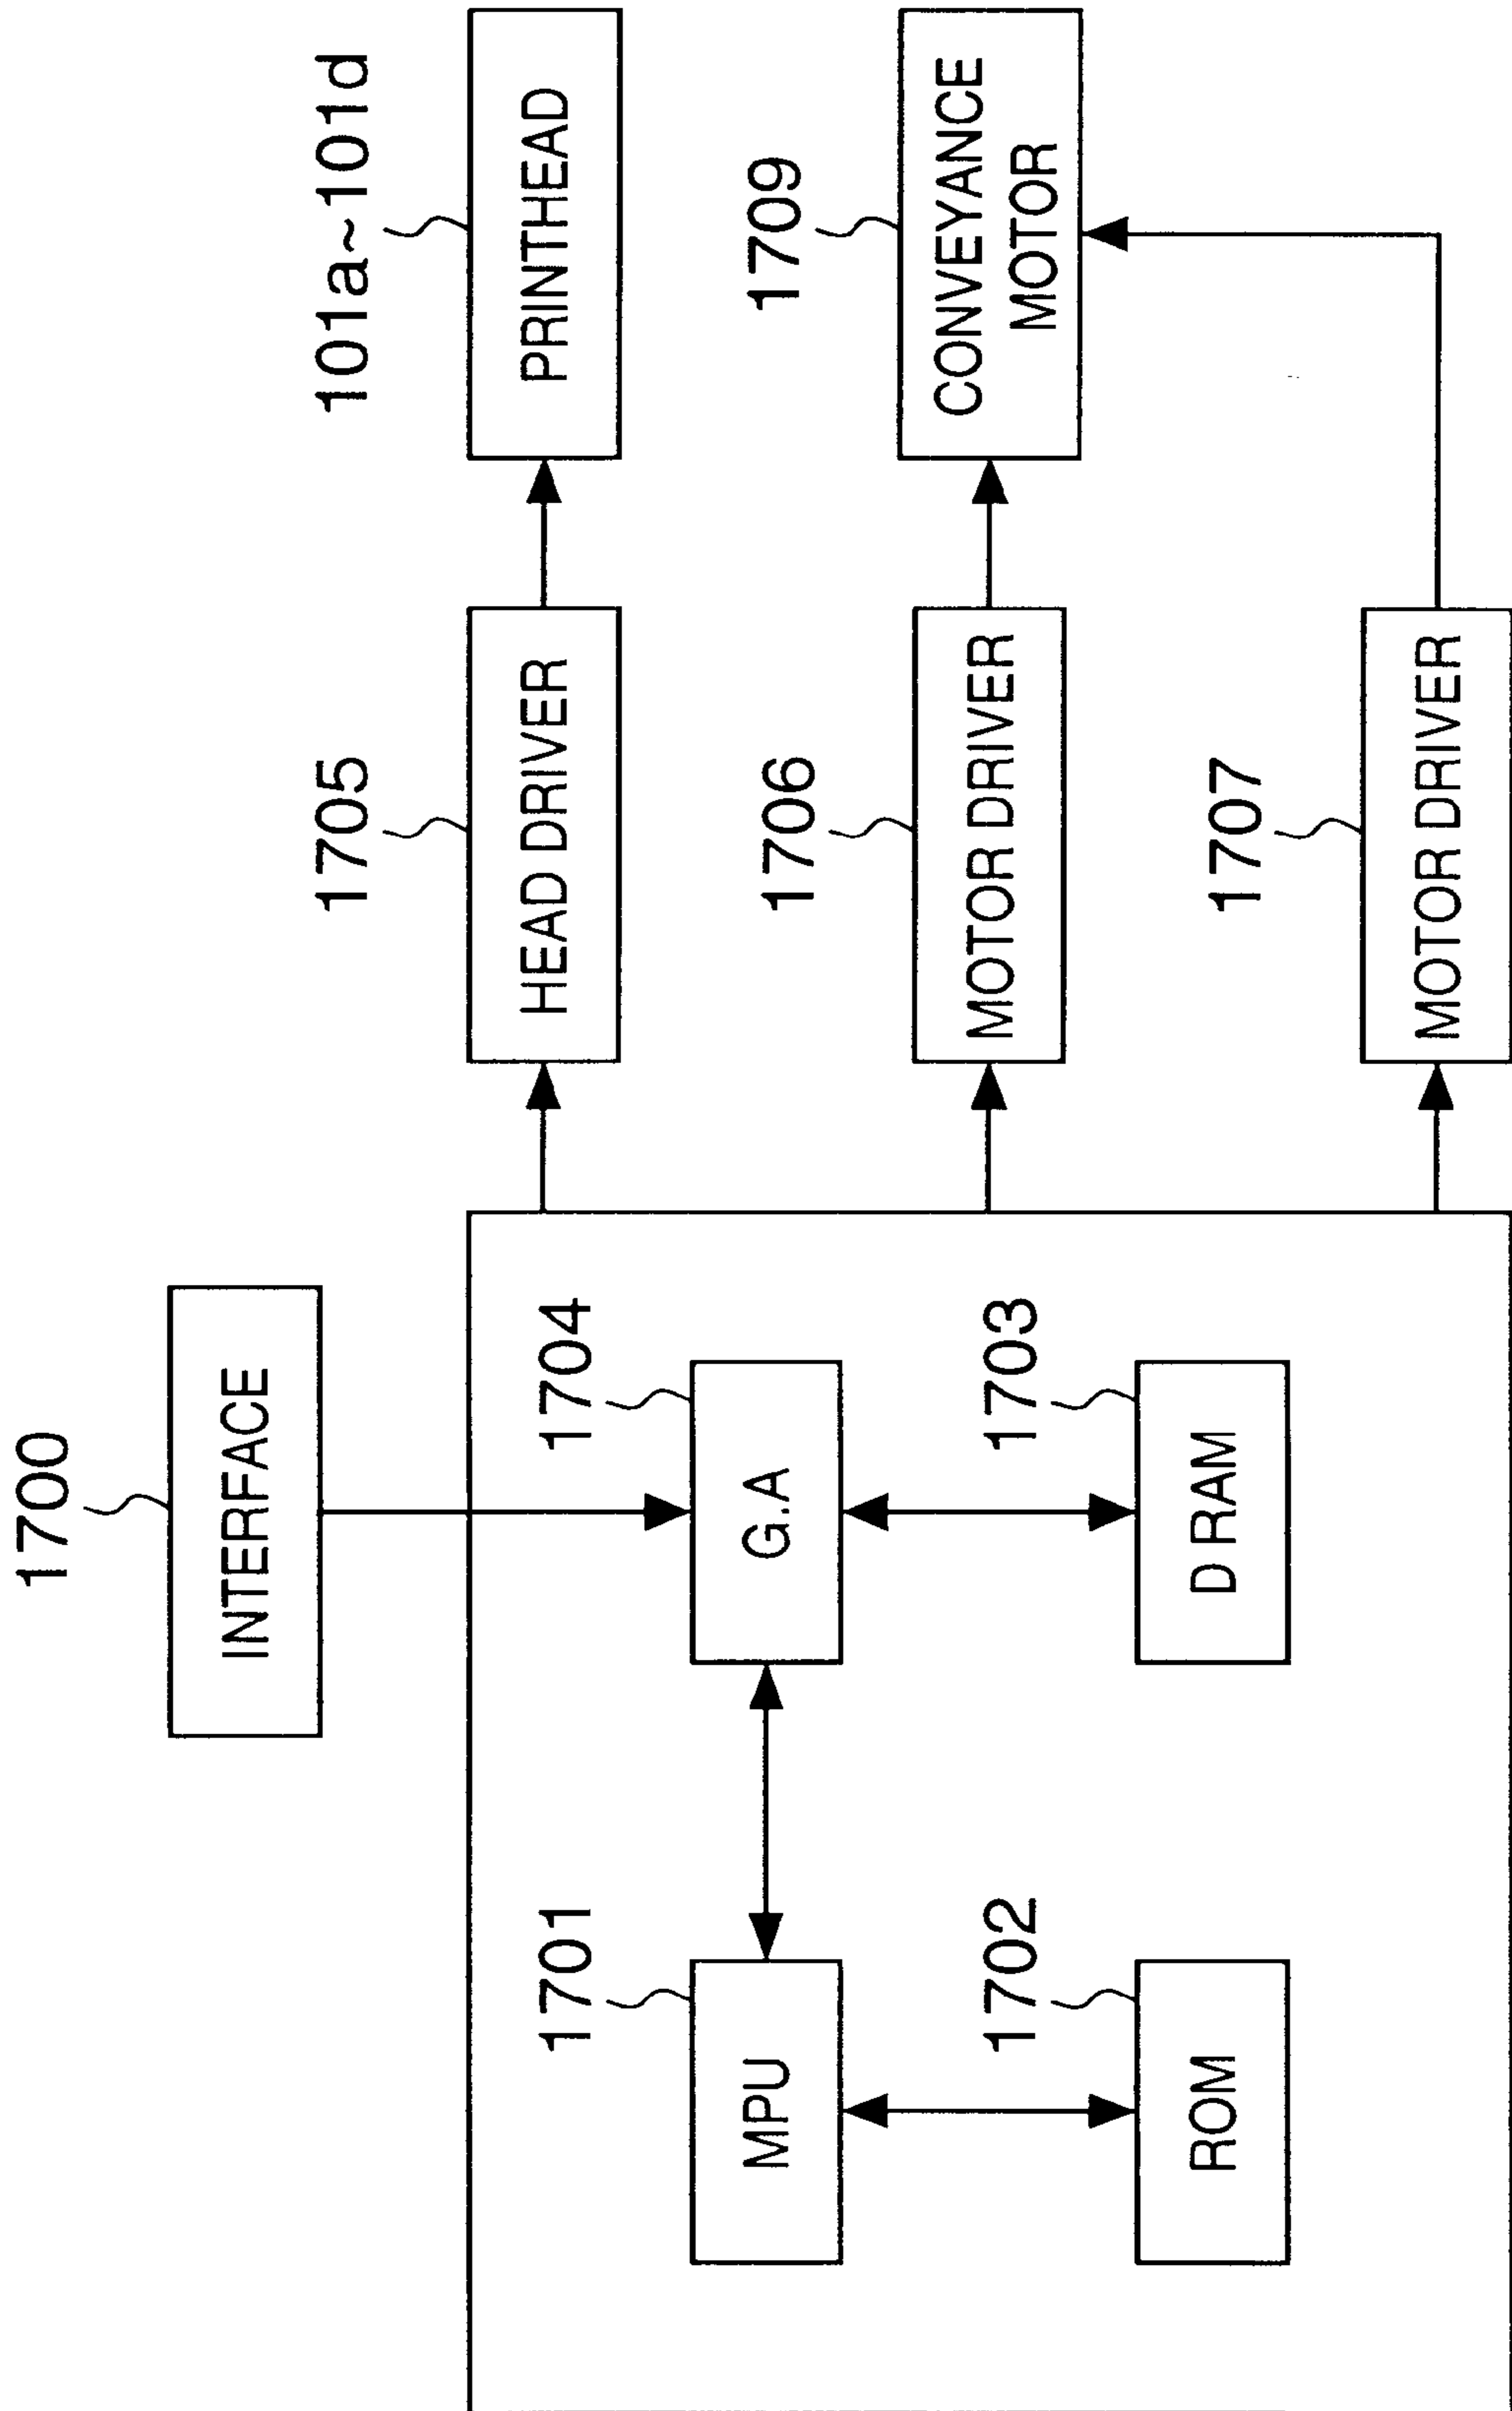 1700
INTERFACE
101a~101d
PRINTHEAD
1705
HEAD DRIVER
1704
G.A
1701
MPU
1709
CONVEYANCE
MOTOR
1706
MOTOR DRIVER
1703
D RAM
1702
ROM
1707
MOTOR DRIVER